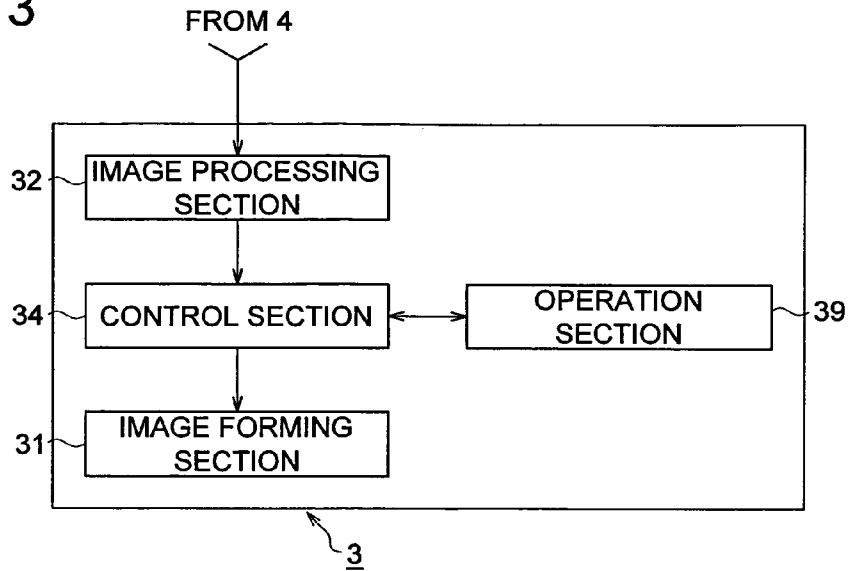 3
FROM 4
32
IMAGE PROCESSING
SECTION
34
CONTROL SECTION
OPERATION
SECTION
39
31
IMAGE FORMING
SECTION
3